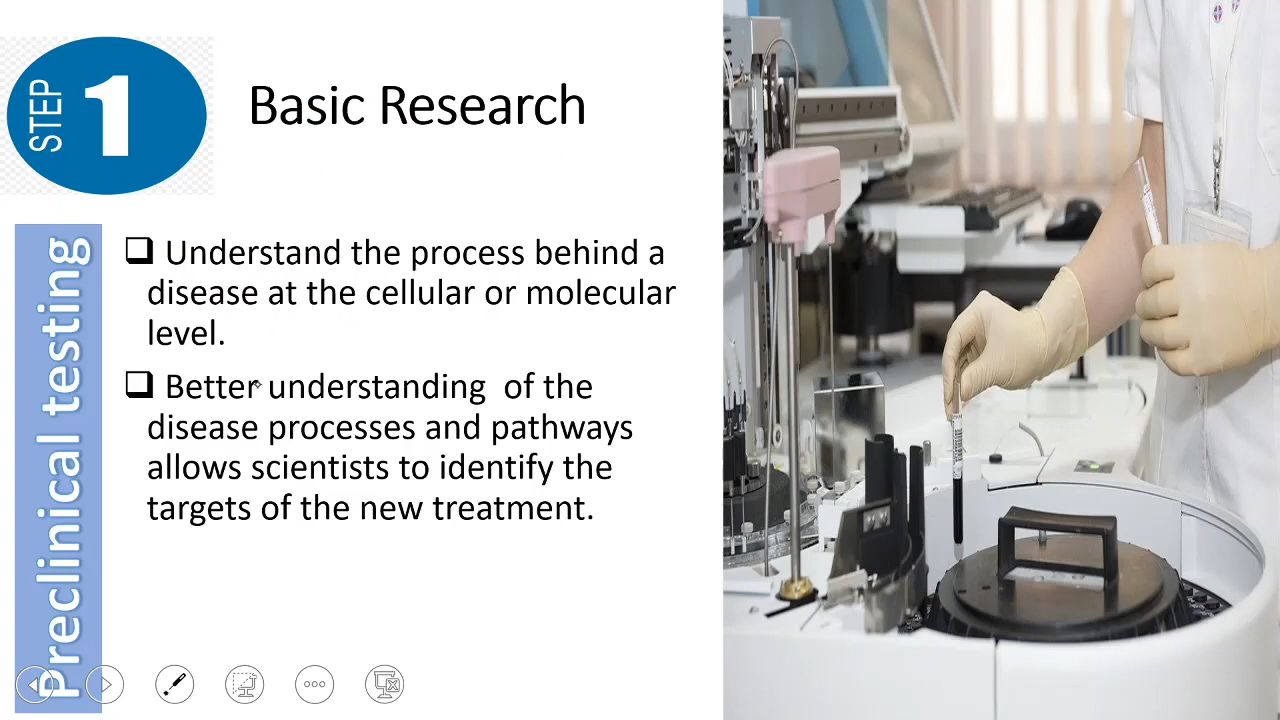 STEP 1
Basic Research
Preclinical testing
Understand the process behind a
disease at the cellular or molecular
level.
Better understanding of the
disease processes and pathways
allows scientists to identify the
targets of the new treatment.